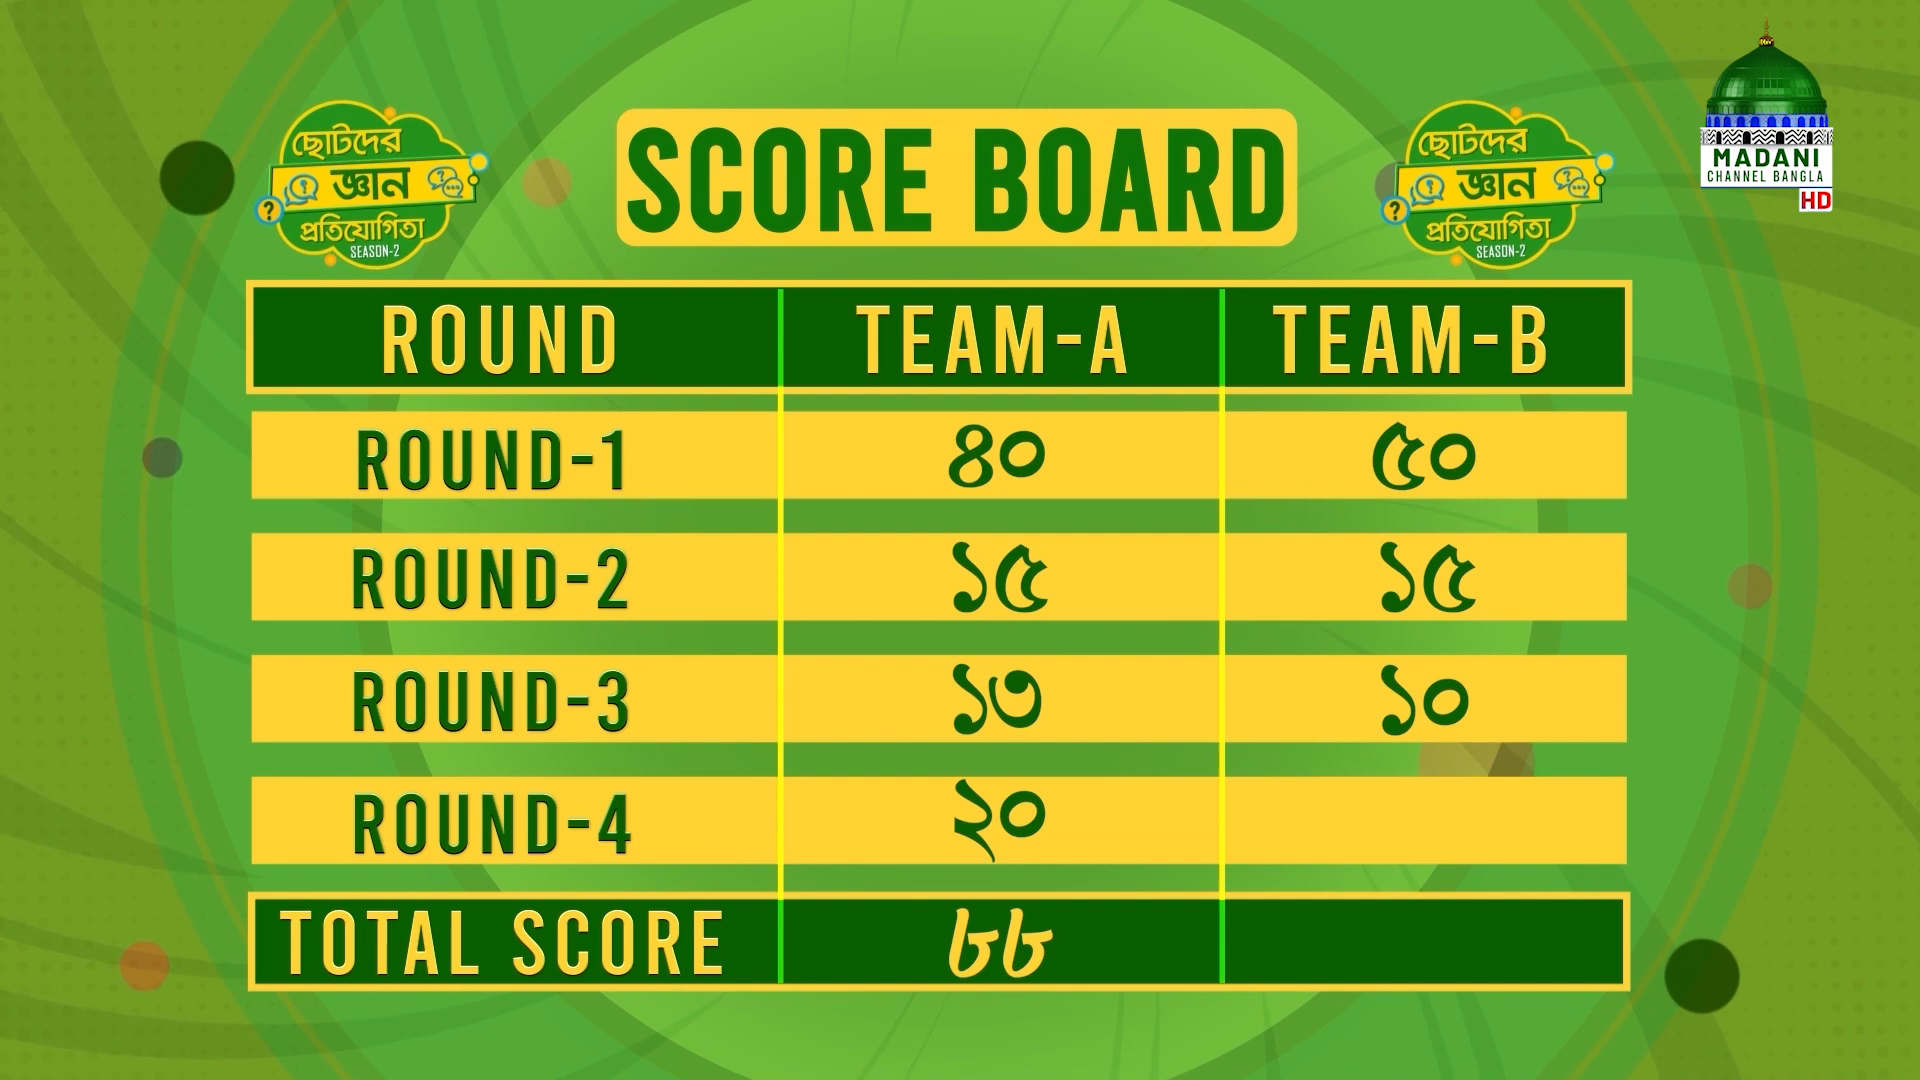 ছোটদের
জ্ঞান
প্রতিযোগিতা
SEASON-2
SCORE BOARD
ছোটদের
জ্ঞান
প্রতিযোগিতা
SEASON-2
MADANI
CHANNEL BANGLA
HD
ROUND TEAM-A TEAM-B
ROUND-1 ৪০ ৫০
ROUND-2 ১৫ ১৫
ROUND-3 ১৩ ১০
ROUND-4 ২০
TOTAL SCORE ৮৮